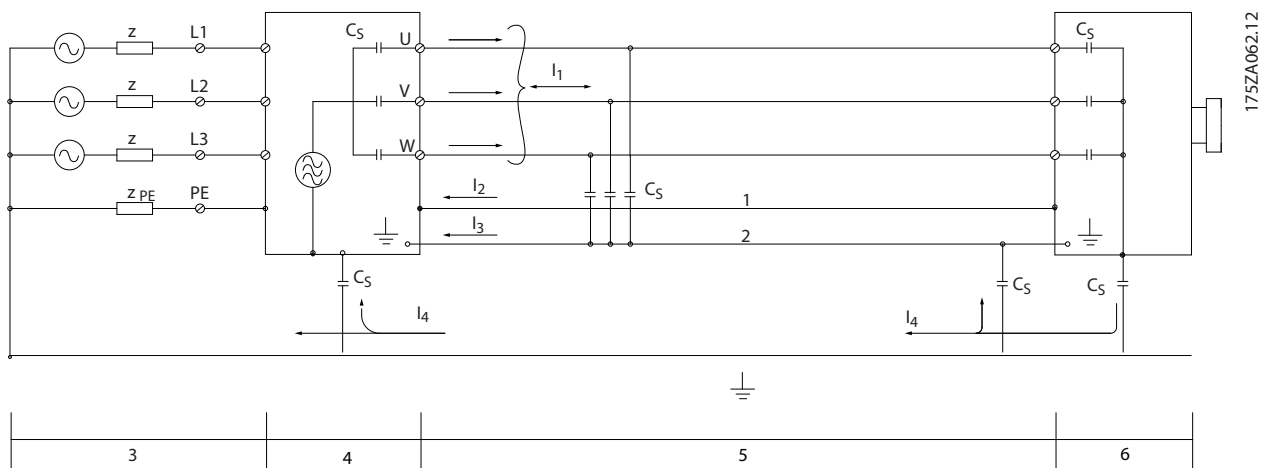 z L1 C_S U C_S
I_1
z L2 V
z L3 W
z_PE PE I_2 C_S 1
I_3 2
C_S C_S C_S
I_4 I_4
3 4 5 6
175ZA062.12